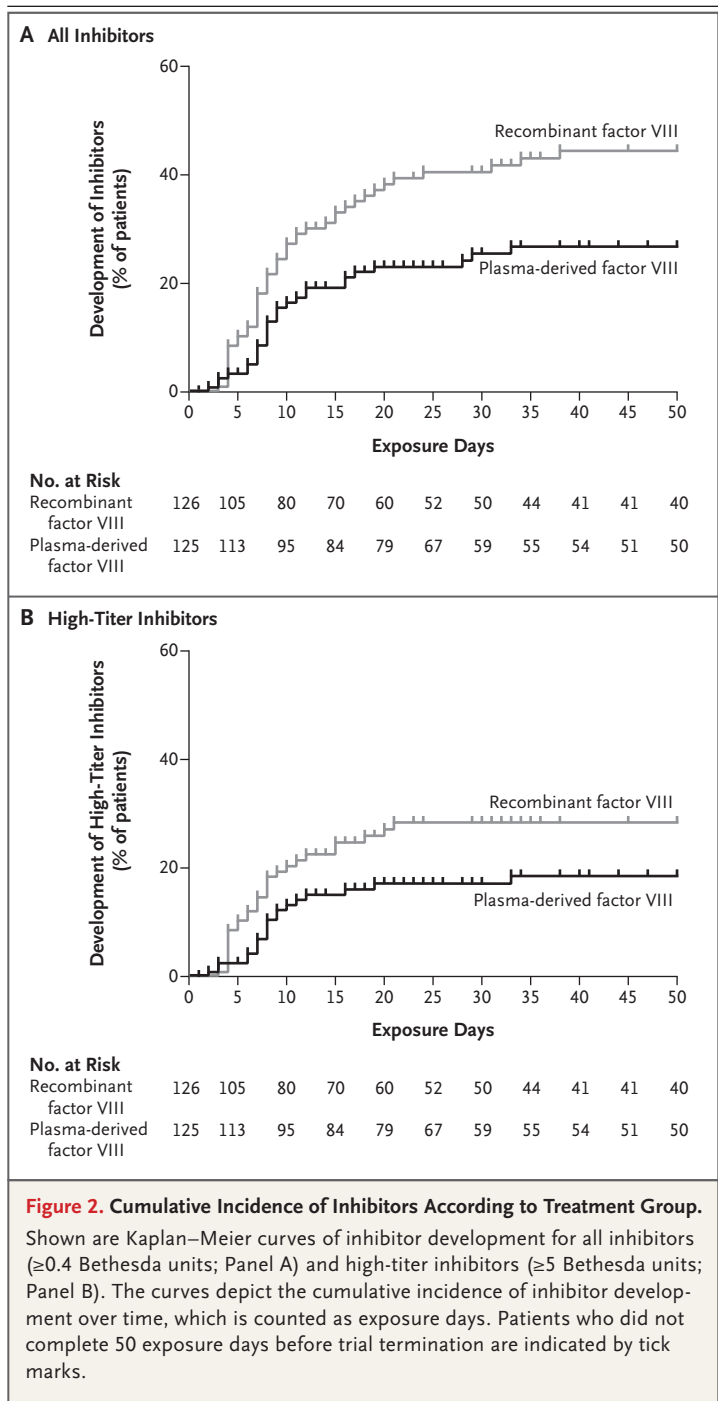 A All Inhibitors
Development of Inhibitors
(% of patients)
60
40
20
0
Recombinant factor VIII
Plasma-derived factor VIII
0 5 10 15 20 25 30 35 40 45 50
Exposure Days
No. at Risk
Recombinant
factor VIII
126 105 80 70 60 52 50 44 41 41 40
Plasma-derived
factor VIII
125 113 95 84 79 67 59 55 54 51 50
B High-Titer Inhibitors
Development of High-Titer Inhibitors
(% of patients)
60
40
20
0
Recombinant factor VIII
Plasma-derived factor VIII
0 5 10 15 20 25 30 35 40 45 50
Exposure Days
No. at Risk
Recombinant
factor VIII
126 105 80 70 60 52 50 44 41 41 40
Plasma-derived
factor VIII
125 113 95 84 79 67 59 55 54 51 50
Figure 2. Cumulative Incidence of Inhibitors According to Treatment Group.
Shown are Kaplan–Meier curves of inhibitor development for all inhibitors
(≥0.4 Bethesda units; Panel A) and high-titer inhibitors (≥5 Bethesda units;
Panel B). The curves depict the cumulative incidence of inhibitor develop-
ment over time, which is counted as exposure days. Patients who did not
complete 50 exposure days before trial termination are indicated by tick
marks.